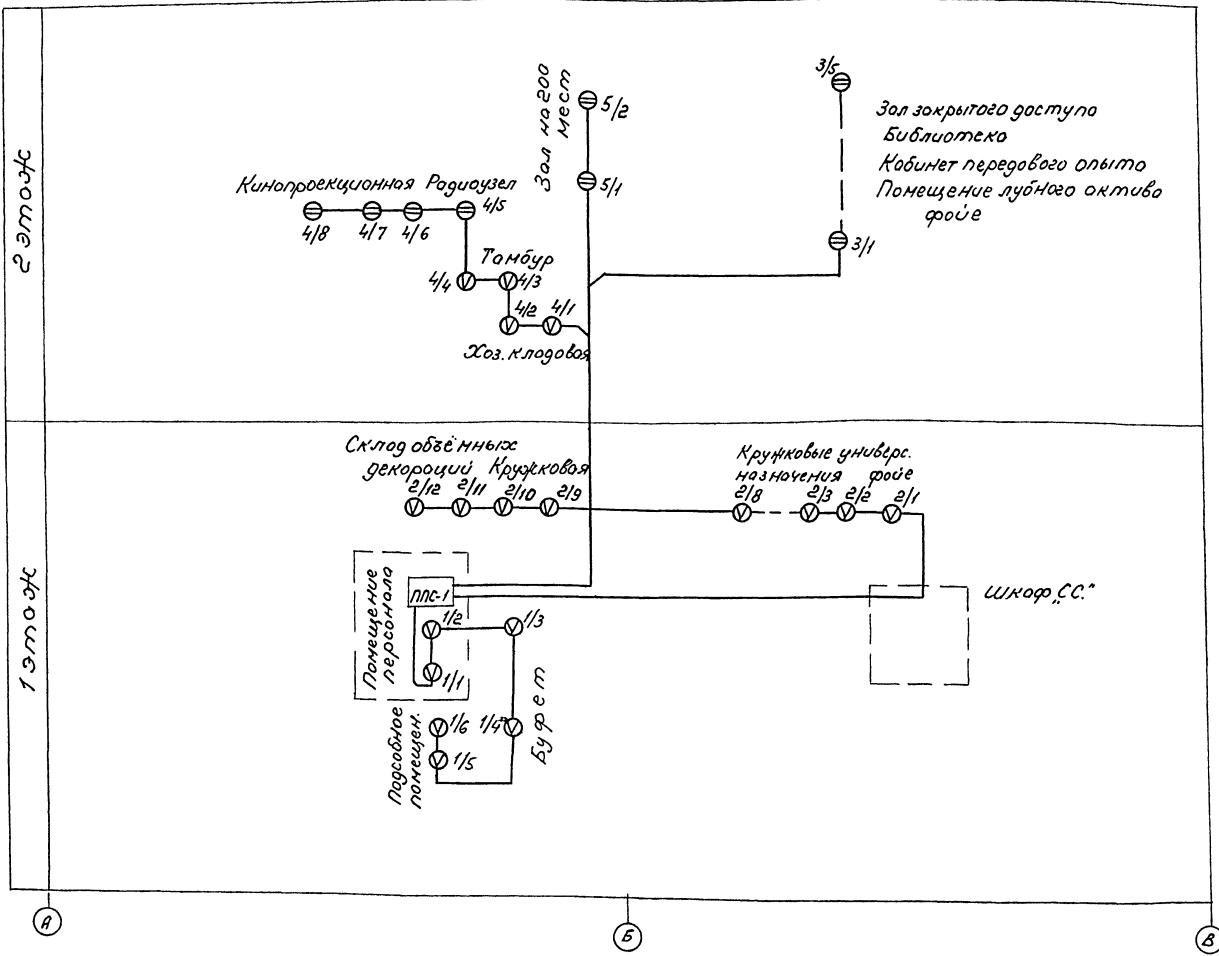 2 этаж
Зал на 200
мест
5/2
5/1
3/5
Зал закрытого доступа
Библиотека
Кабинет передового опыта
Помещение лубного актива
фойе
3/1
Кинопроекционная Радиоузел
4/8
4/7
4/6
4/5
Тамбур
4/4
4/3
4/2
4/1
Хоз. кладовая
1 этаж
Склад объёмных
декораций Кружковая
2/12
2/11
2/10
2/9
Кружковые универс.
назначения фойе
2/8
2/3
2/2
2/1
Помещение
персонала
ППС-1
1/2
1/3
1/1
Шкаф „СС."
Подсобное
помещен.
1/6
1/4
1/5
Буфет
А
Б
В